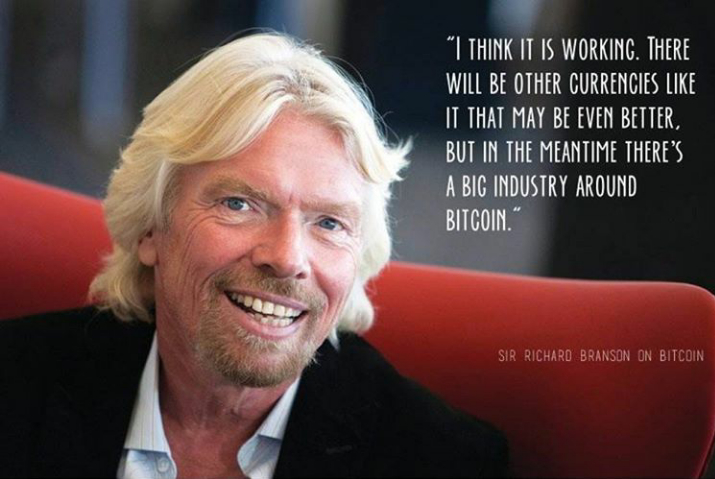 "I THINK IT IS WORKING. THERE
WILL BE OTHER CURRENCIES LIKE
IT THAT MAY BE EVEN BETTER,
BUT IN THE MEANTIME THERE'S
A BIG INDUSTRY AROUND
BITCOIN."
SIR RICHARD BRANSON ON BITCOIN